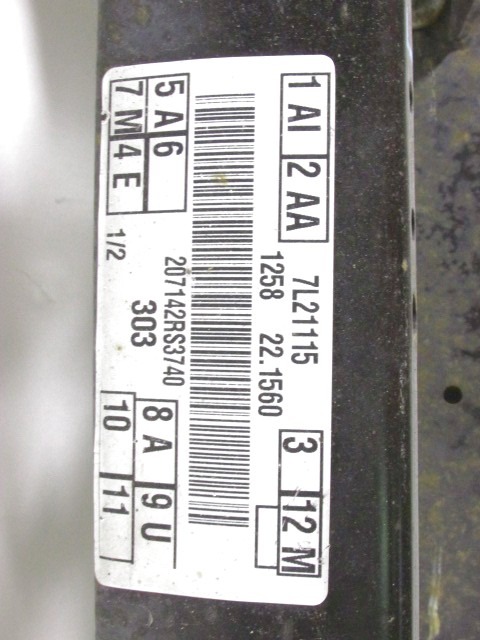 1 AI 2 AA 7L21115 3 12 M
1258 22.1560
207142RS3740
5 A 6 303 8 A 9 U
7 M 4 E 1/2 10 11